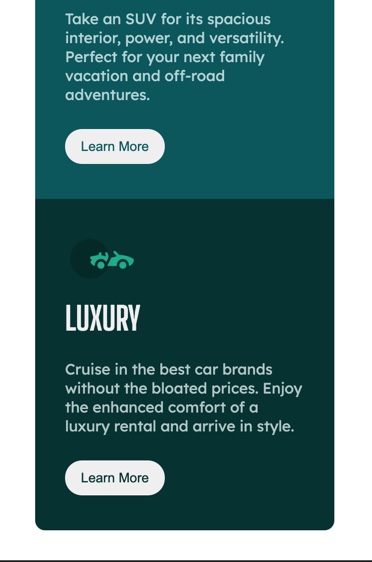 Take an SUV for its spacious
interior, power, and versatility.
Perfect for your next family
vacation and off-road
adventures.
Learn More
LUXURY
Cruise in the best car brands
without the bloated prices. Enjoy
the enhanced comfort of a
luxury rental and arrive in style.
Learn More